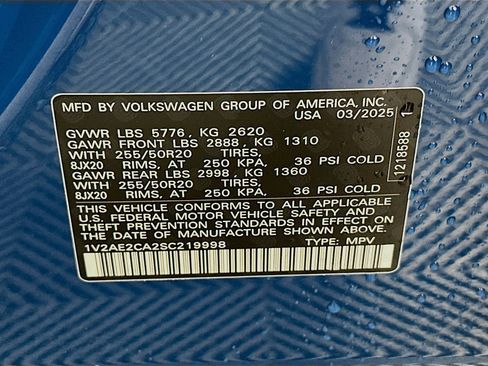 MFD BY VOLKSWAGEN GROUP OF AMERICA, INC.
USA 03/2025
GVWR LBS 5776, KG 2620
GAWR FRONT LBS 2888, KG 1310
WITH 255/50R20 TIRES,
8JX20 RIMS, AT 250 KPA, 36 PSI COLD
GAWR REAR LBS 2998, KG 1360
WITH 255/50R20 TIRES,
8JX20 RIMS, AT 250 KPA, 36 PSI COLD
THIS VEHICLE CONFORMS TO ALL APPLICABLE
U.S. FEDERAL MOTOR VEHICLE SAFETY AND
THEFT PREVENTION STANDARDS IN EFFECT ON
THE DATE OF MANUFACTURE SHOWN ABOVE.
1V2AE2CA2SC219998 TYPE: MPV
1218588 1